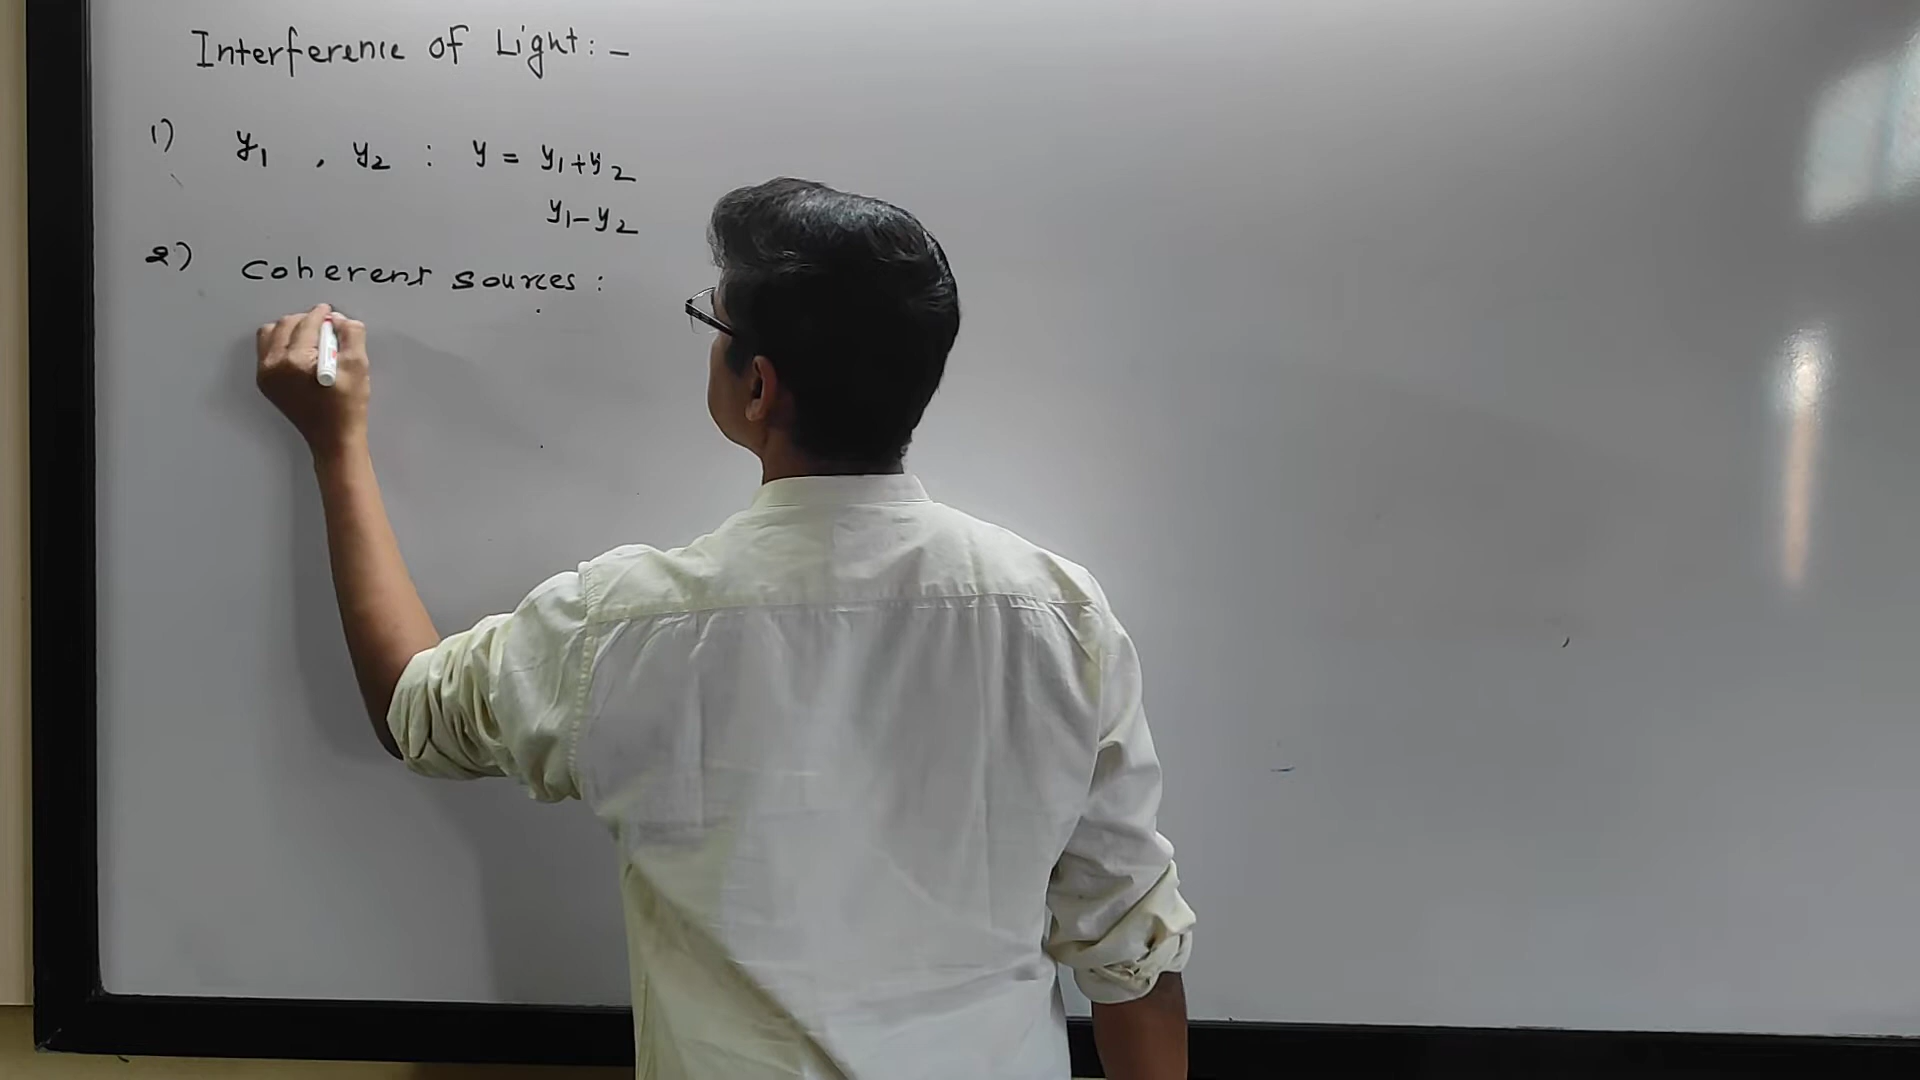 Interference of Light: -
1) y1 , y2 : y = y1+y2
y1-y2
2) Coherent sources :